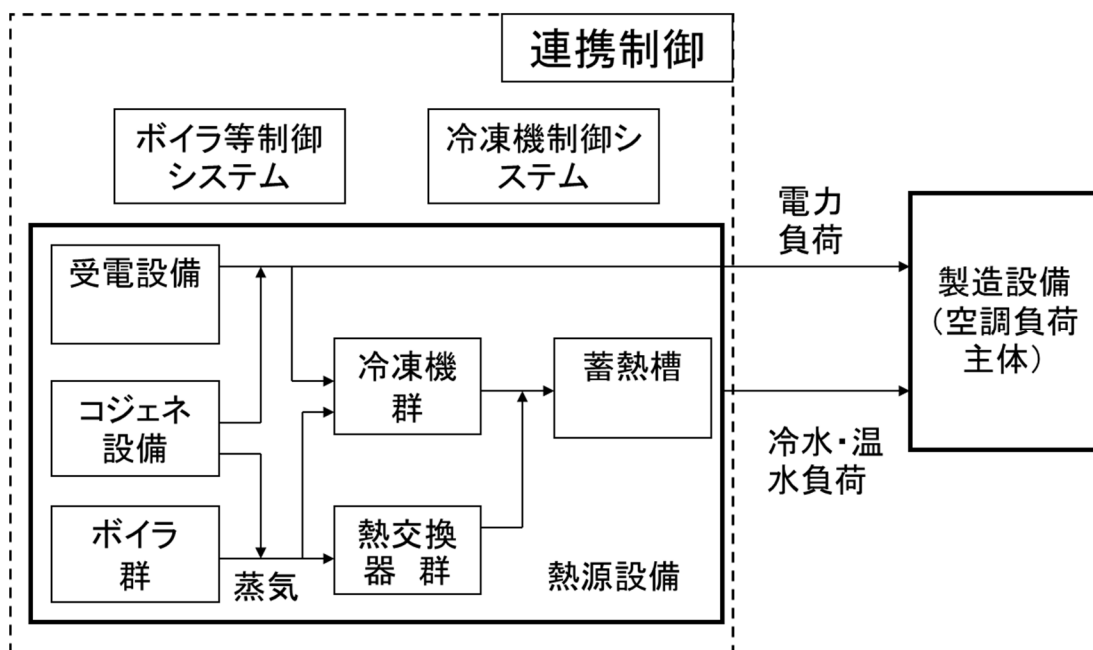 連携制御
ボイラ等制御
システム
冷凍機制御シ
ステム
電力
負荷
受電設備
製造設備
(空調負荷
主体)
冷凍機
群
蓄熱槽
コジェネ
設備
冷水・温
水負荷
ボイラ
群
熱交換
器 群
蒸気
熱源設備